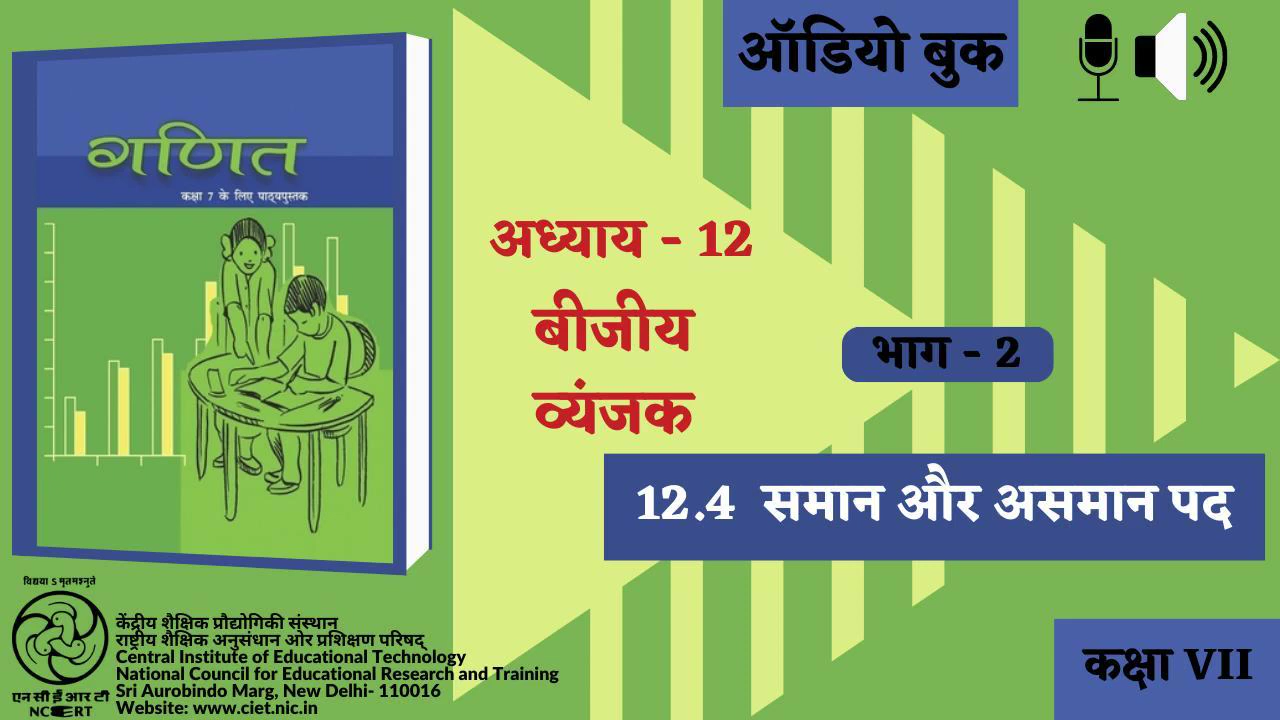 ऑडियो बुक
गणित
कक्षा 7 के लिए पाठ्यपुस्तक
अध्याय - 12
बीजीय
व्यंजक
भाग - 2
12.4 समान और असमान पद
विद्यया ऽ मृतमश्नुते
एन सी ई आर टी
NCERT
केंद्रीय शैक्षिक प्रौद्योगिकी संस्थान
राष्ट्रीय शैक्षिक अनुसंधान ओर प्रशिक्षण परिषद्
Central Institute of Educational Technology
National Council for Educational Research and Training
Sri Aurobindo Marg, New Delhi- 110016
Website: www.ciet.nic.in
कक्षा VII